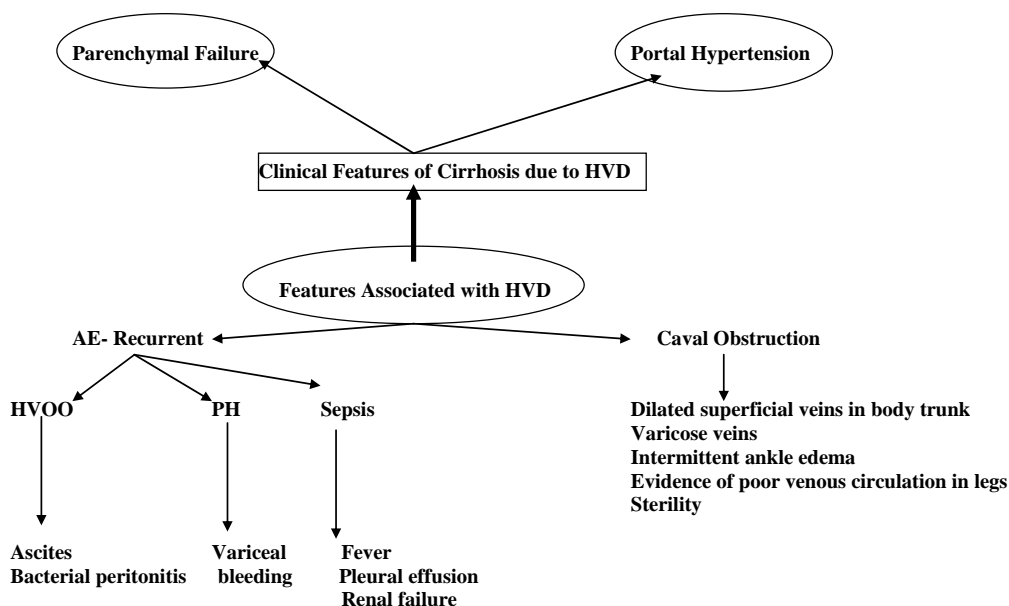 Parenchymal Failure
Portal Hypertension
Clinical Features of Cirrhosis due to HVD
Features Associated with HVD
AE- Recurrent
Caval Obstruction
HVOO
PH
Sepsis
Dilated superficial veins in body trunk
Varicose veins
Intermittent ankle edema
Evidence of poor venous circulation in legs
Sterility
Ascites
Bacterial peritonitis
Variceal
bleeding
Fever
Pleural effusion
Renal failure